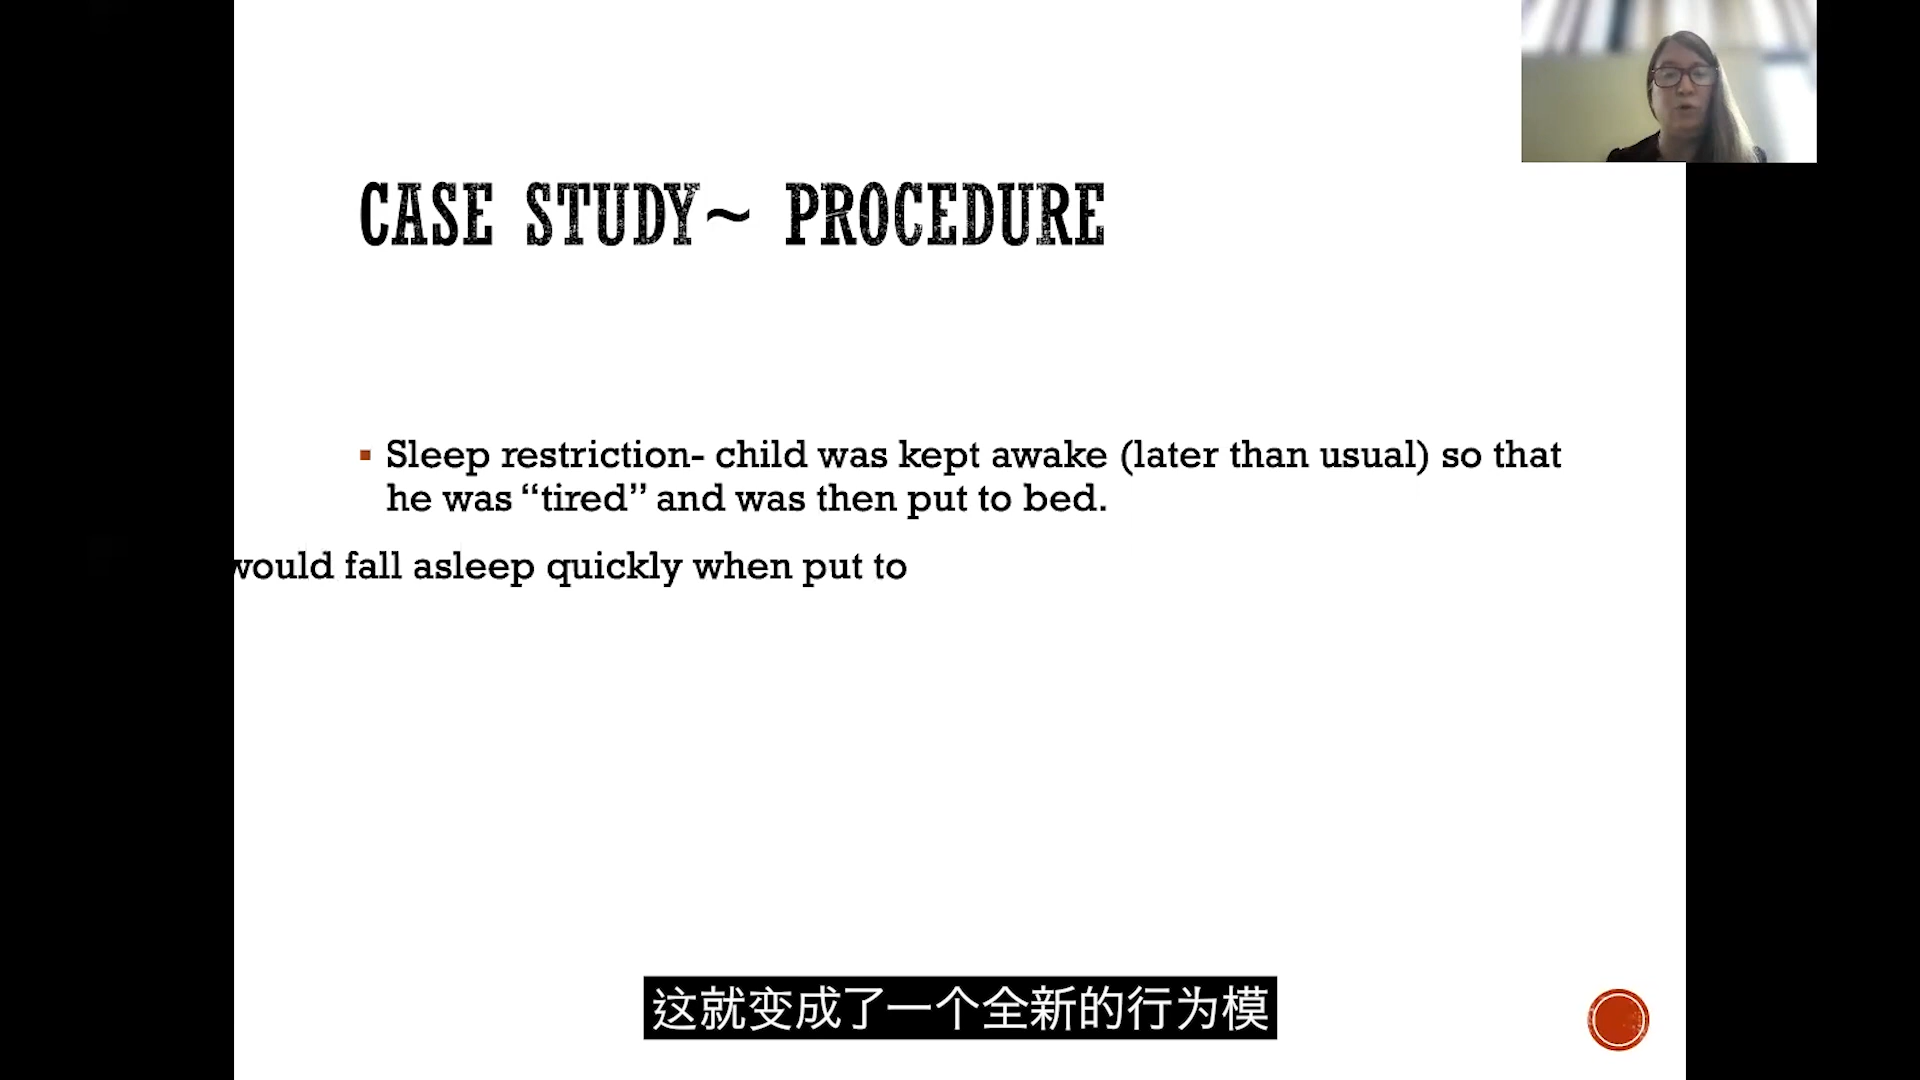 CASE STUDY~ PROCEDURE
▪ Sleep restriction- child was kept awake (later than usual) so that
he was “tired” and was then put to bed.
would fall asleep quickly when put to
这就变成了一个全新的行为模